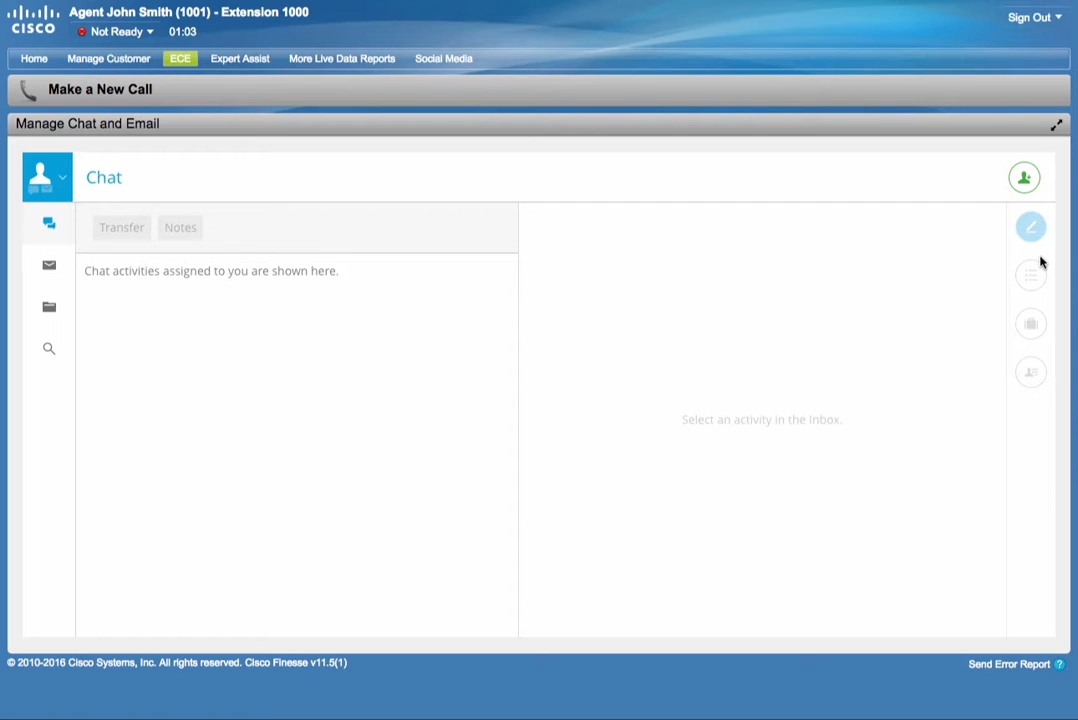 Agent John Smith (1001) - Extension 1000
Sign Out
CISCO
Not Ready 01:03
Home Manage Customer ECE Expert Assist More Live Data Reports Social Media
Make a New Call
Manage Chat and Email
Chat
Transfer Notes
Chat activities assigned to you are shown here.
Select an activity in the Inbox.
© 2010-2016 Cisco Systems, Inc. All rights reserved. Cisco Finesse v11.5(1)
Send Error Report ?